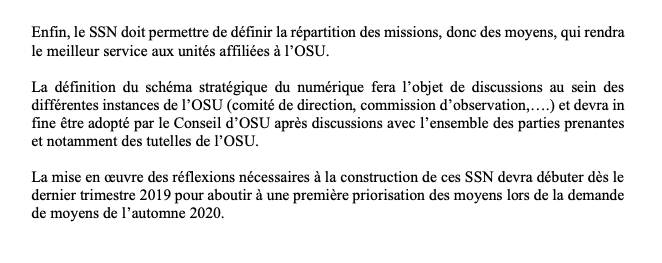 Enfin, le SSN doit permettre de définir la répartition des missions, donc des moyens, qui rendra
le meilleur service aux unités affiliées à l’OSU.
La définition du schéma stratégique du numérique fera l’objet de discussions au sein des
différentes instances de l’OSU (comité de direction, commission d’observation,….) et devra in
fine être adopté par le Conseil d’OSU après discussions avec l’ensemble des parties prenantes
et notamment des tutelles de l’OSU.
La mise en œuvre des réflexions nécessaires à la construction de ces SSN devra débuter dès le
dernier trimestre 2019 pour aboutir à une première priorisation des moyens lors de la demande
de moyens de l’automne 2020.